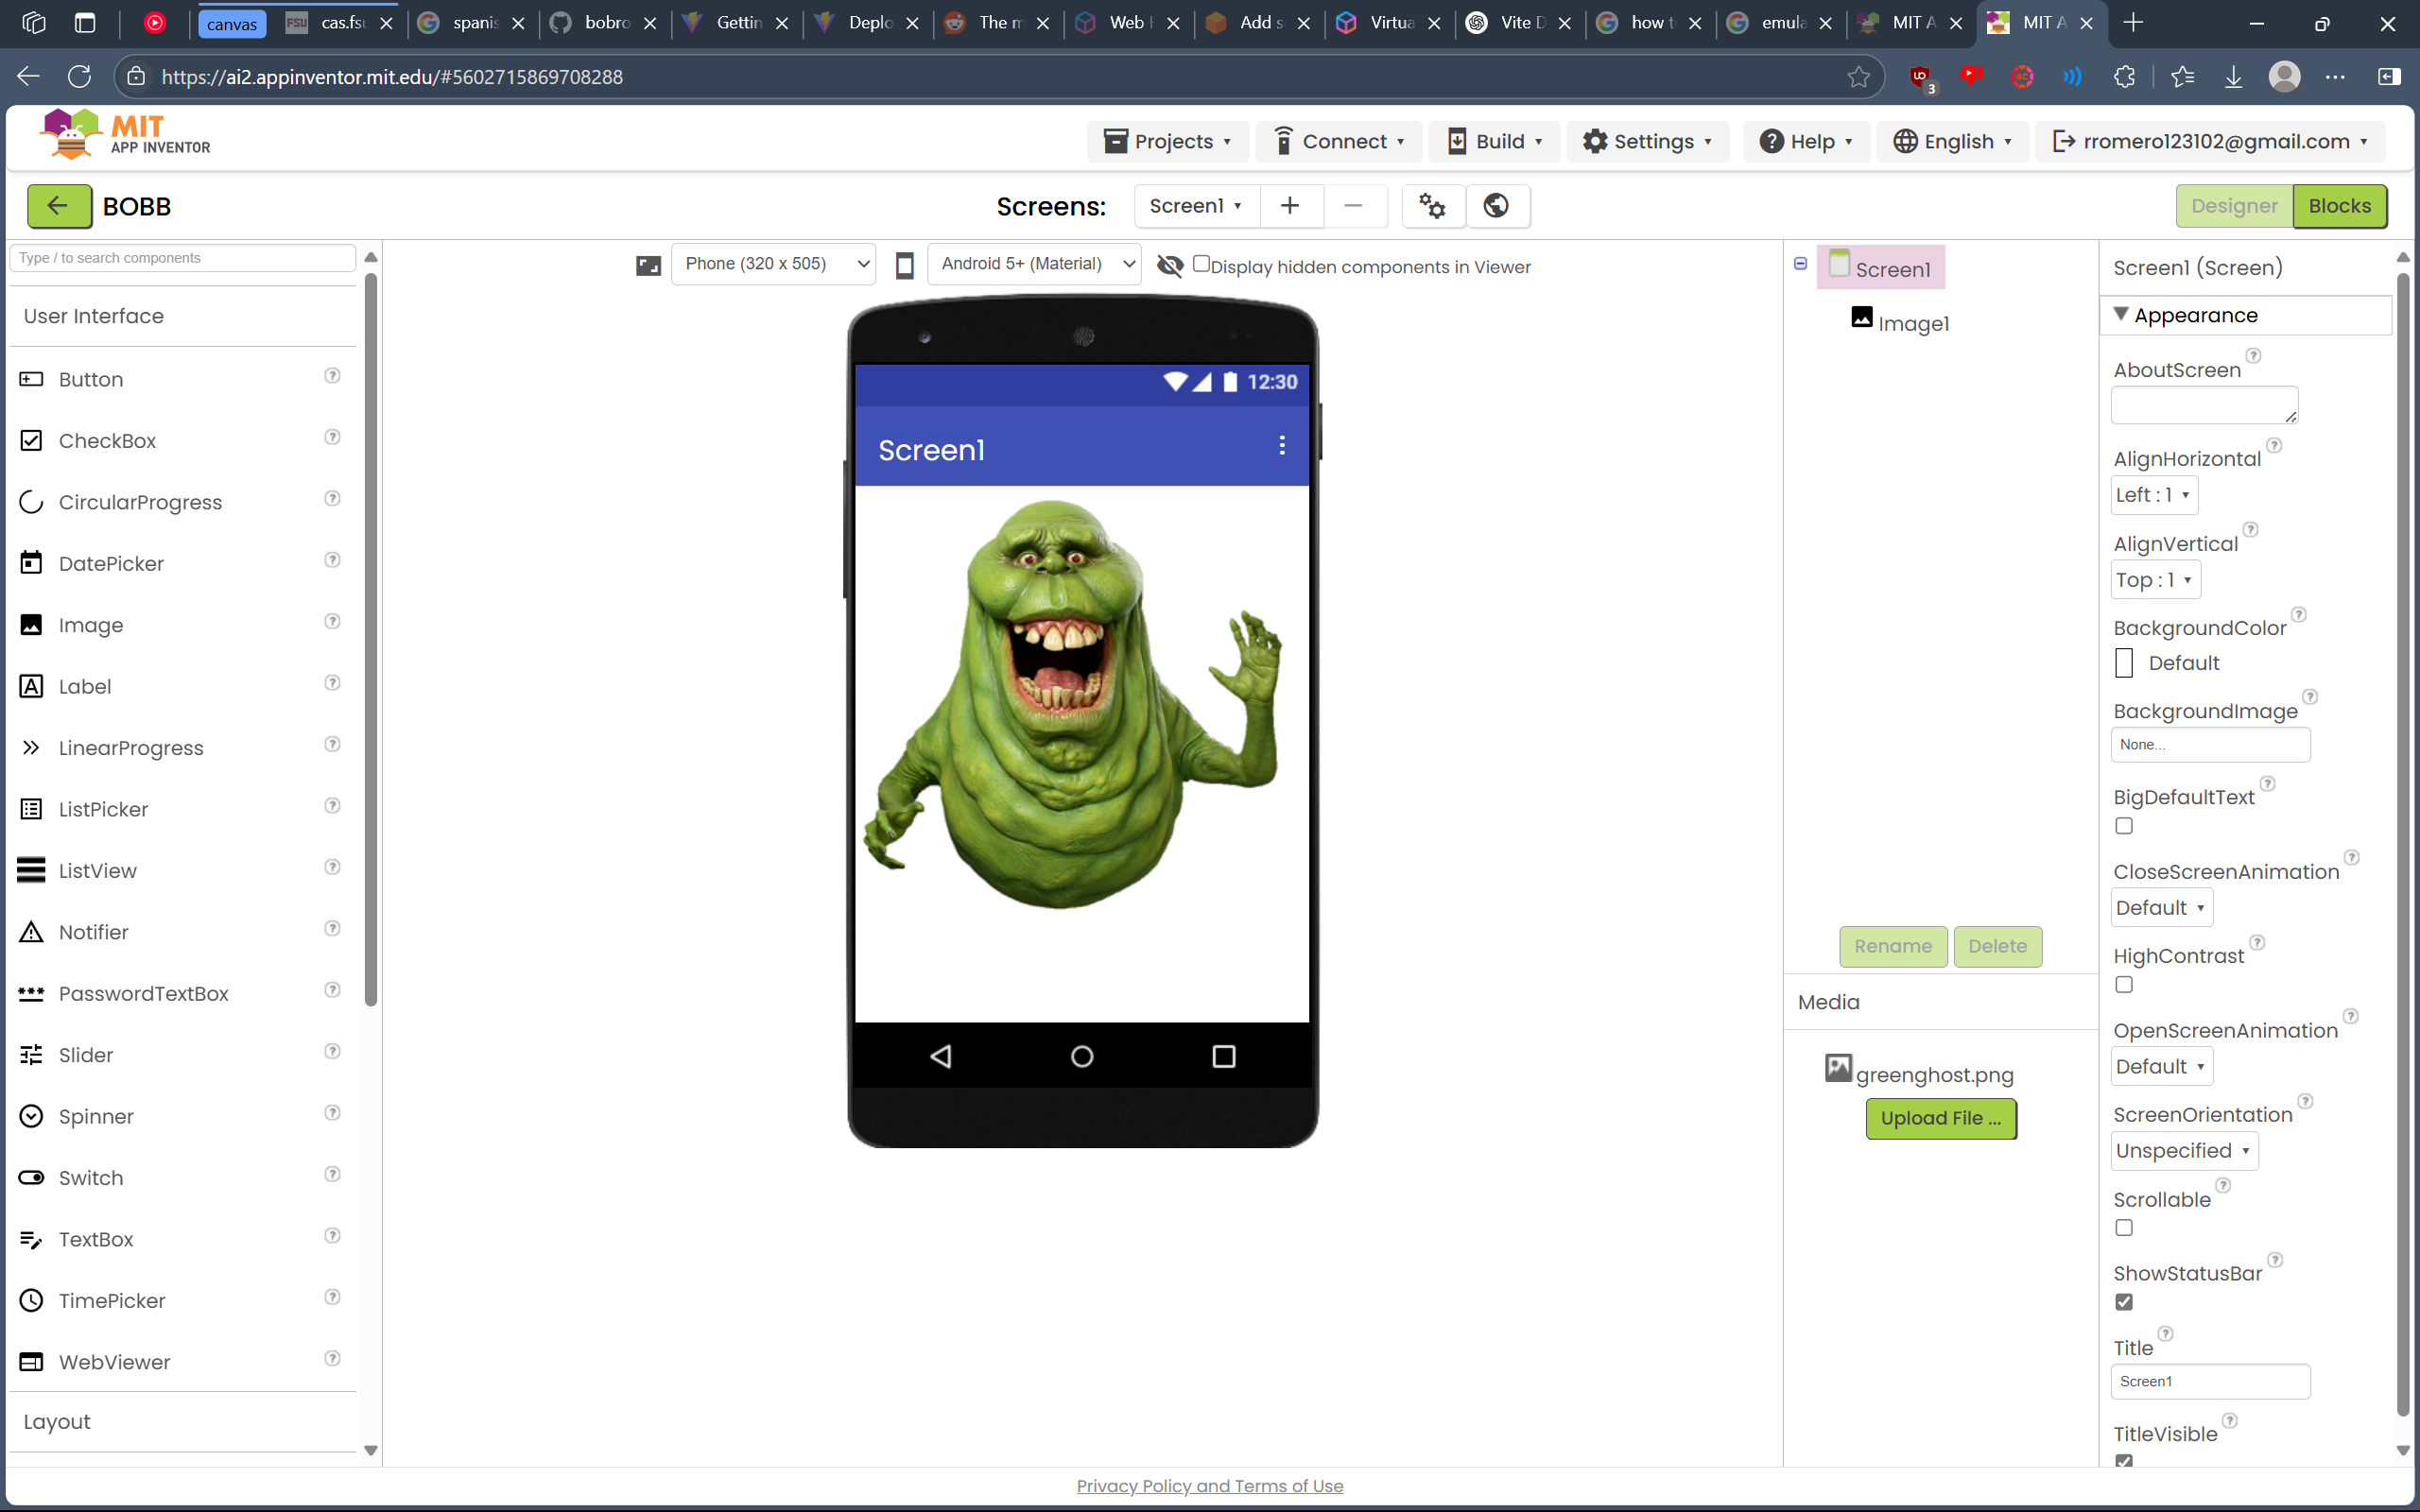 canvas
FSU cas.fsu
spanis
bobro
Gettin
Deplo
The m
Web H
Add s
Virtua
Vite D
how t
emula
MIT A
MIT A
https://ai2.appinventor.mit.edu/#5602715869708288
3
MIT
APP INVENTOR
Projects
Connect
Build
Settings
Help
English
rromero123102@gmail.com
BOBB
Screens:
Screen1
Designer
Blocks
Type / to search components
User Interface
Button
CheckBox
CircularProgress
DatePicker
Image
Label
LinearProgress
ListPicker
ListView
Notifier
PasswordTextBox
Slider
Spinner
Switch
TextBox
TimePicker
WebViewer
Layout
Phone (320 x 505)
Android 5+ (Material)
Display hidden components in Viewer
12:30
Screen1
Screen1
Image1
Rename
Delete
Media
greenghost.png
Upload File ...
Screen1 (Screen)
Appearance
AboutScreen
AlignHorizontal
Left : 1
AlignVertical
Top : 1
BackgroundColor
Default
BackgroundImage
None...
BigDefaultText
CloseScreenAnimation
Default
HighContrast
OpenScreenAnimation
Default
ScreenOrientation
Unspecified
Scrollable
ShowStatusBar
Title
Screen1
TitleVisible
Privacy Policy and Terms of Use